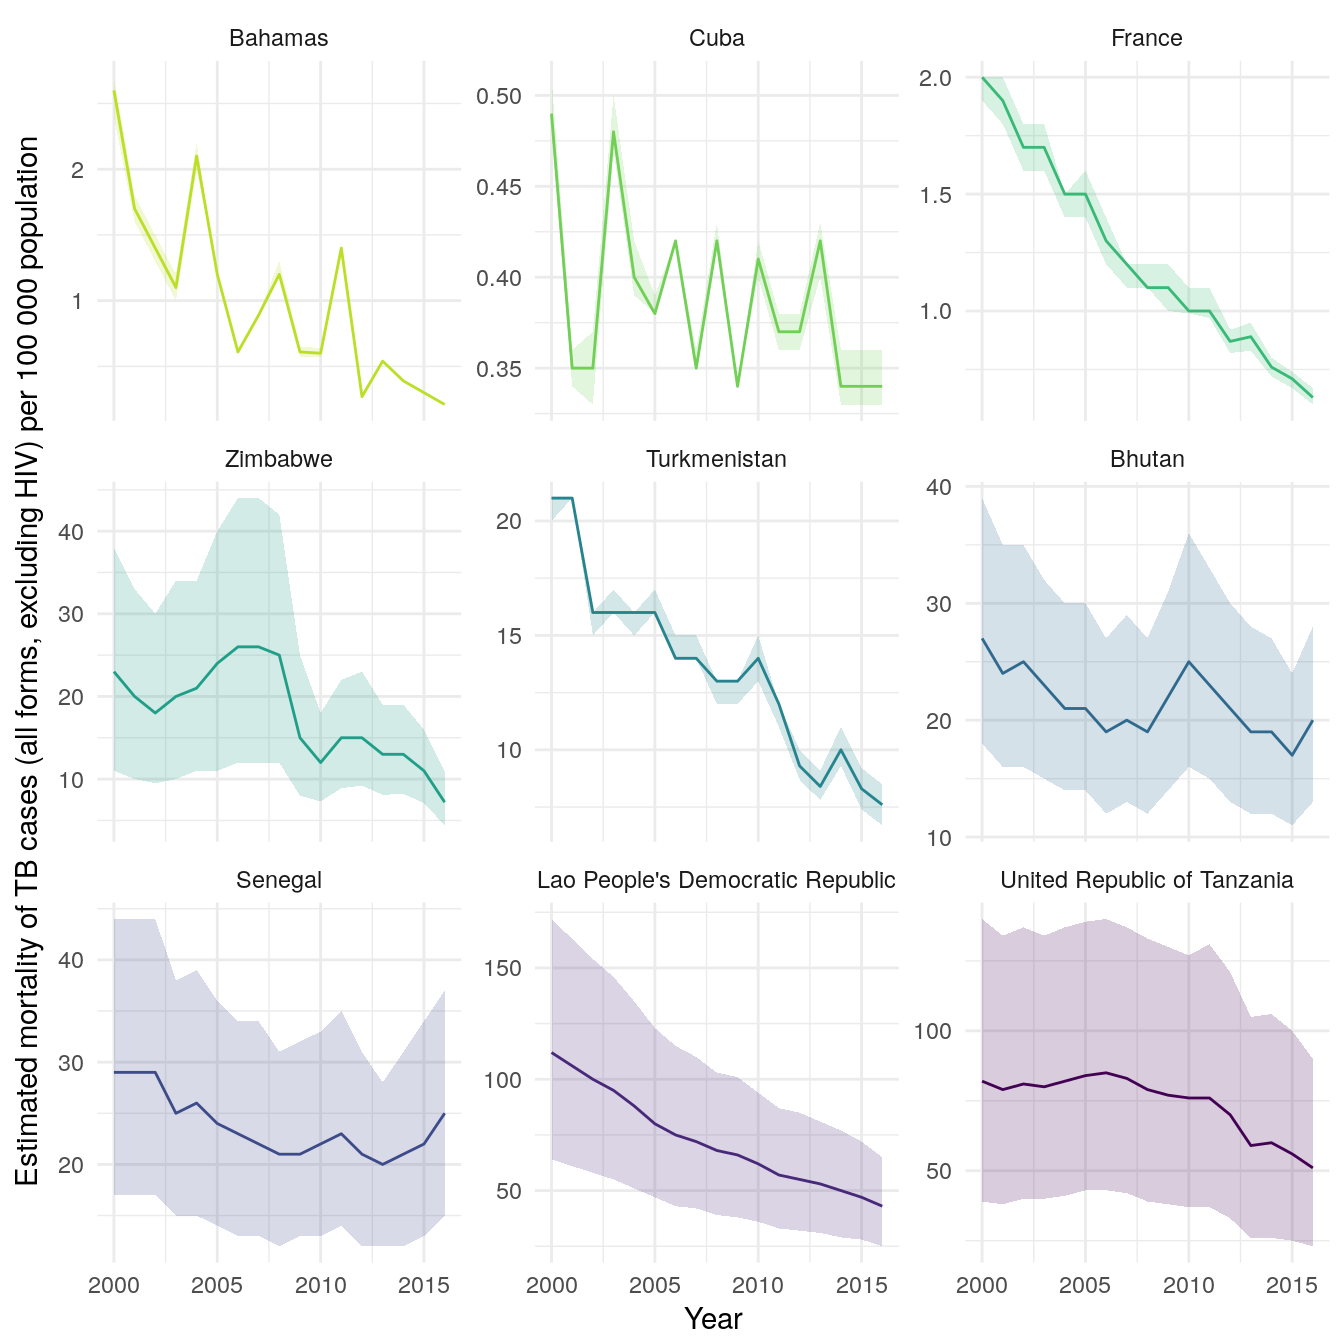 Bahamas
Cuba
France
2
1
0.50
0.45
0.40
0.35
2.0
1.5
1.0
Zimbabwe
Turkmenistan
Bhutan
40
30
20
10
20
15
10
40
30
20
10
Senegal
Lao People's Democratic Republic
United Republic of Tanzania
40
30
20
150
100
50
100
50
2000 2005 2010 2015
2000 2005 2010 2015
2000 2005 2010 2015
Year
Estimated mortality of TB cases (all forms, excluding HIV) per 100 000 population